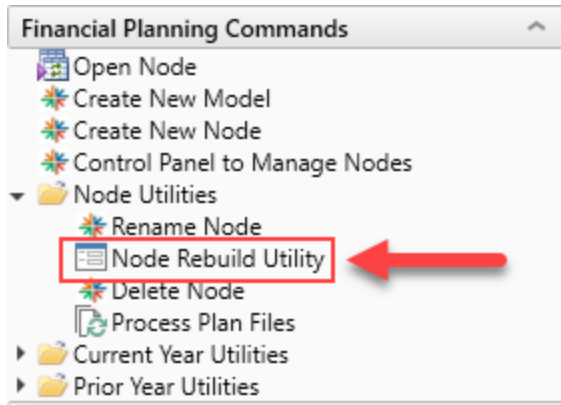 Financial Planning Commands
Open Node
Create New Model
Create New Node
Control Panel to Manage Nodes
Node Utilities
Rename Node
Node Rebuild Utility
Delete Node
Process Plan Files
Current Year Utilities
Prior Year Utilities